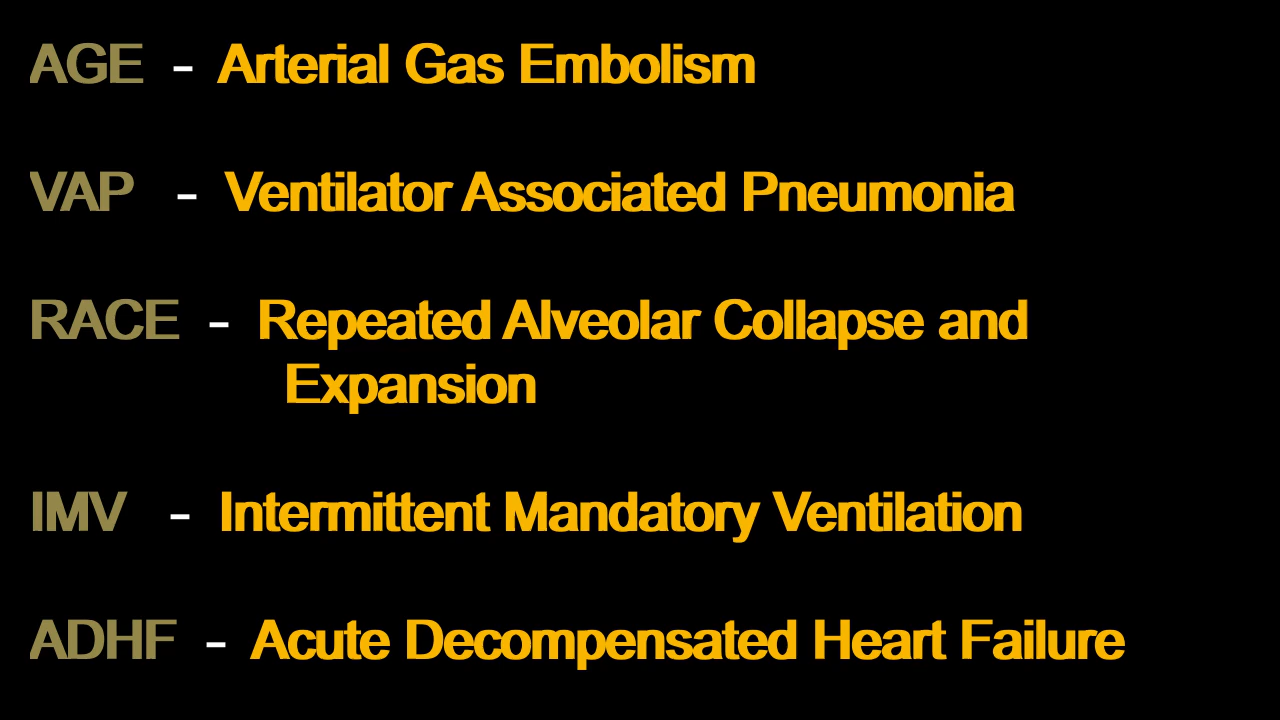 AGE - Arterial Gas Embolism
VAP - Ventilator Associated Pneumonia
RACE - Repeated Alveolar Collapse and
Expansion
IMV - Intermittent Mandatory Ventilation
ADHF - Acute Decompensated Heart Failure